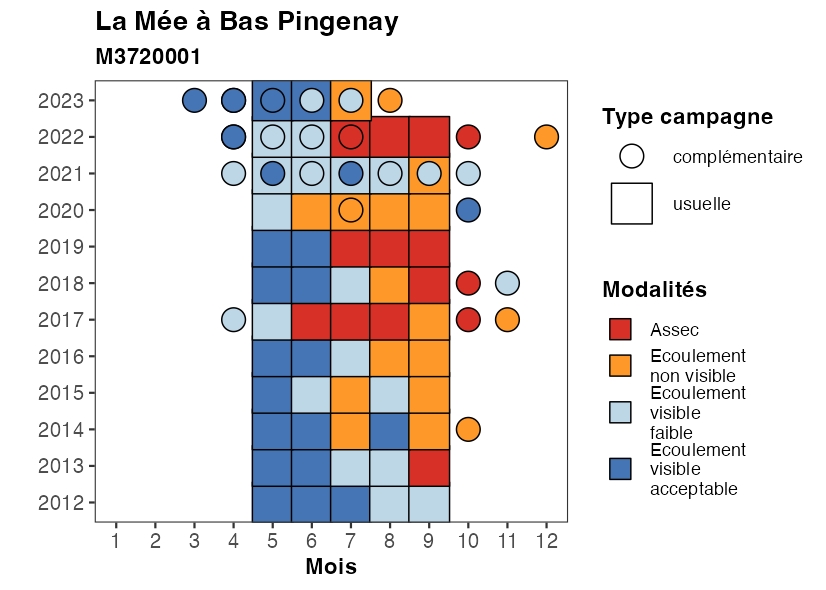 La Mée à Bas Pingenay
M3720001
2023
2022
2021
2020
2019
2018
2017
2016
2015
2014
2013
2012
1 2 3 4 5 6 7 8 9 10 11 12
Mois
Type campagne
complémentaire
usuelle
Modalités
Assec
Ecoulement
non visible
Ecoulement
visible
faible
Ecoulement
visible
acceptable